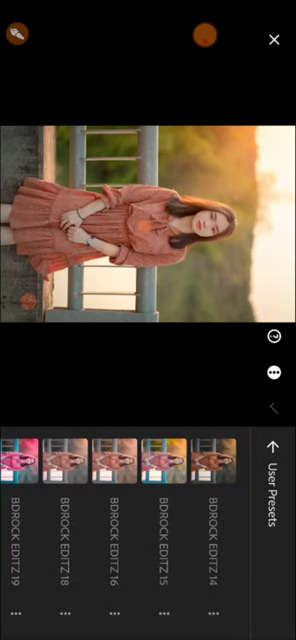 User Presets
BDROCK EDITZ 14
BDROCK EDITZ 15
BDROCK EDITZ 16
BDROCK EDITZ 18
BDROCK EDITZ 19